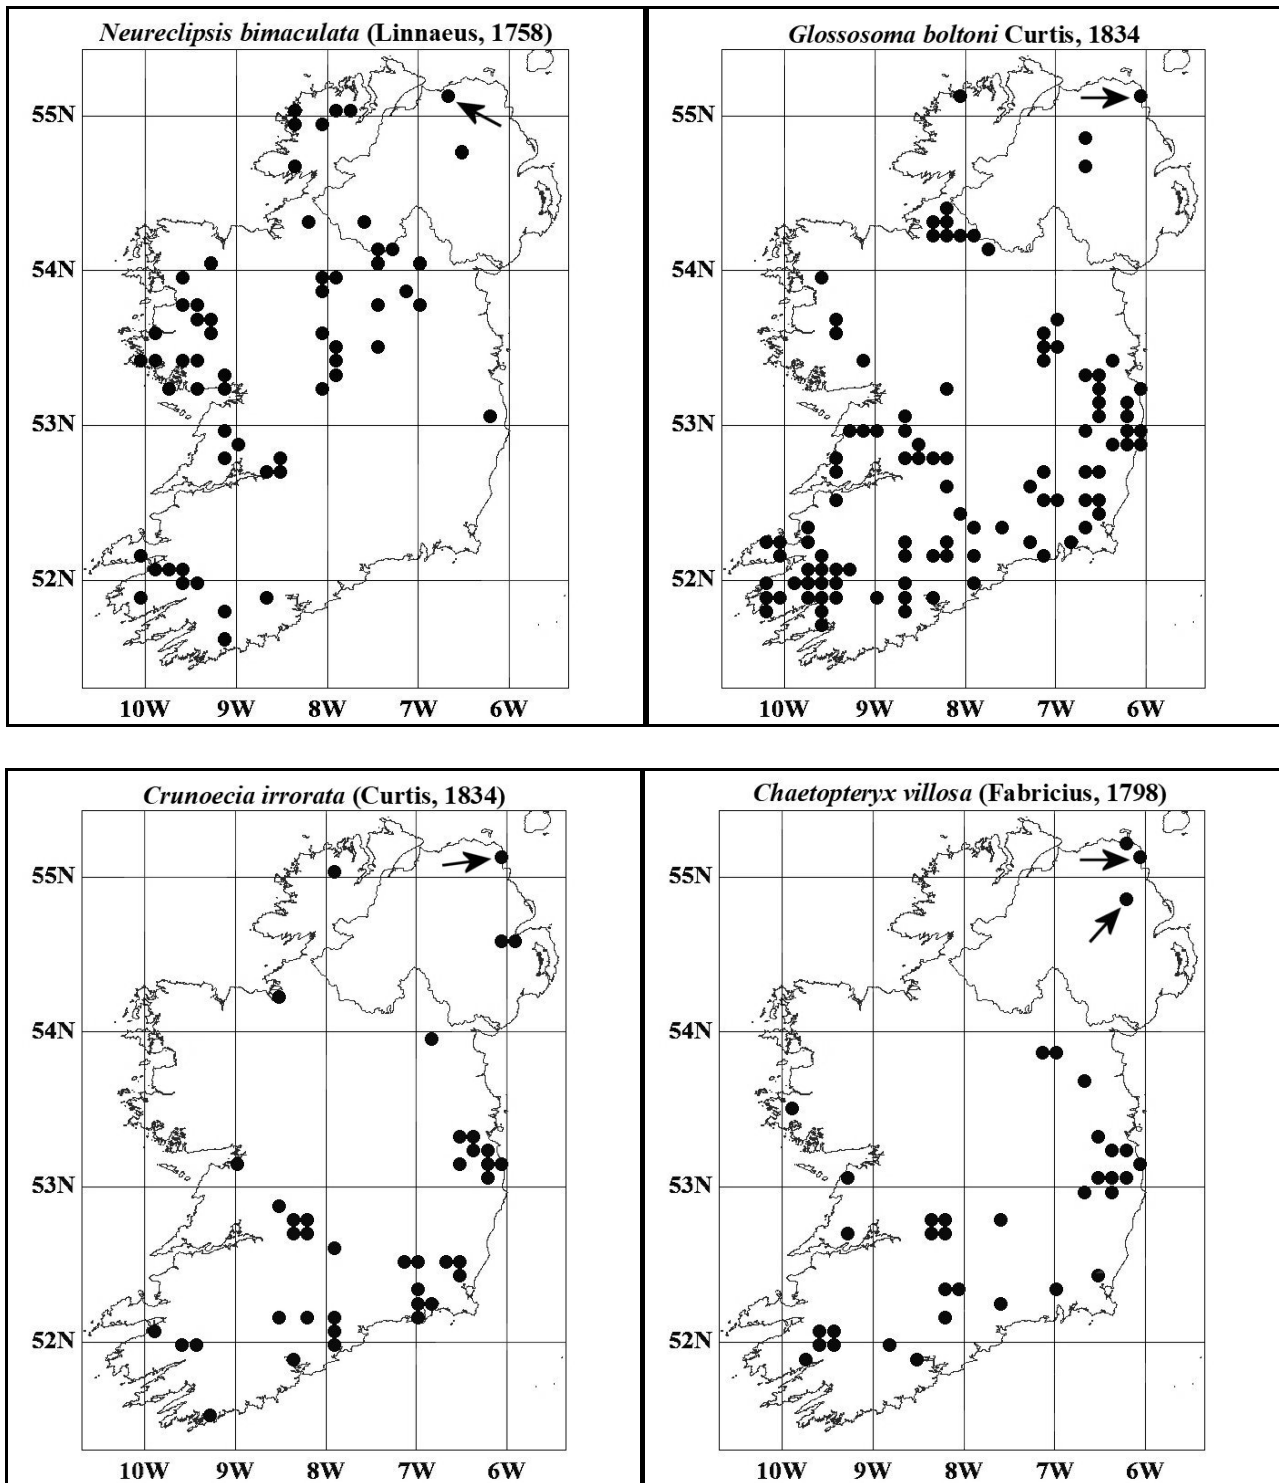 Neureclipsis bimaculata (Linnaeus, 1758)
55N
54N
53N
52N
10W 9W 8W 7W 6W
Glossosoma boltoni Curtis, 1834
55N
54N
53N
52N
10W 9W 8W 7W 6W
Crunoecia irrorata (Curtis, 1834)
55N
54N
53N
52N
10W 9W 8W 7W 6W
Chaetopteryx villosa (Fabricius, 1798)
55N
54N
53N
52N
10W 9W 8W 7W 6W